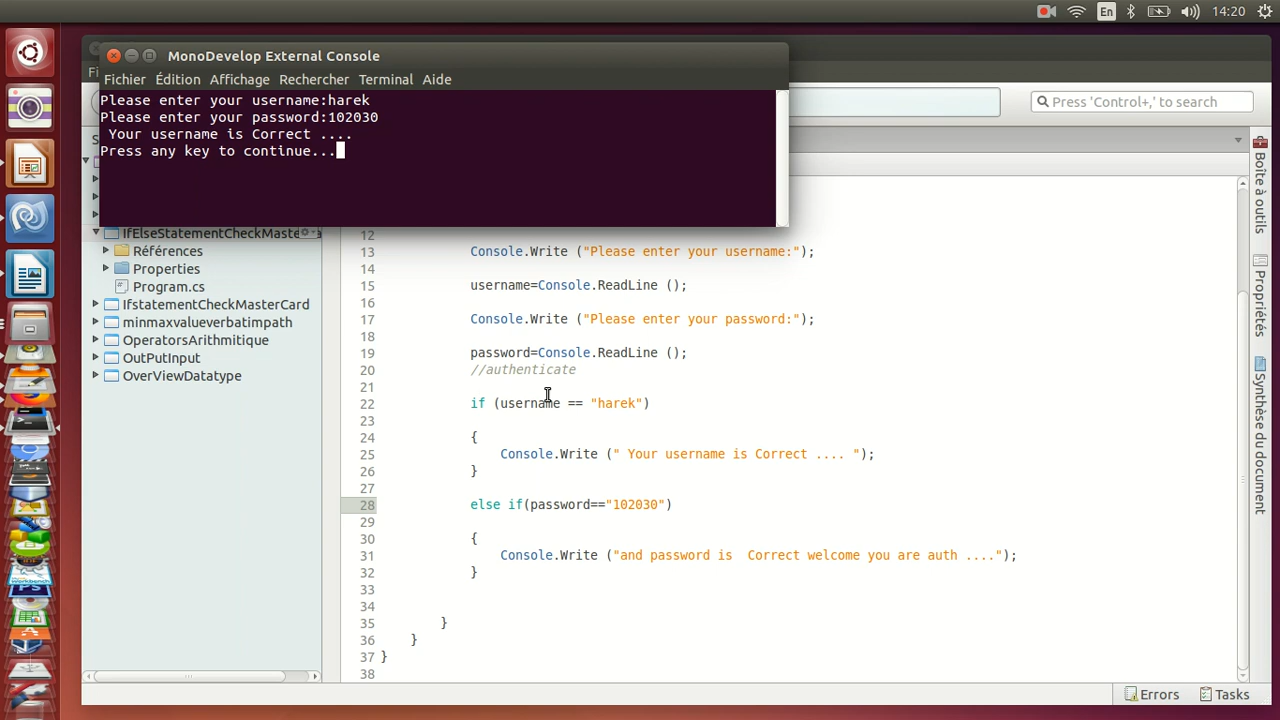 En
14:20
MonoDevelop External Console
Fichier Édition Affichage Rechercher Terminal Aide
Please enter your username:harek
Please enter your password:102030
Your username is Correct ....
Press any key to continue...
Press 'Control+,' to search
IfElseStatementCheckMaste
Références
Properties
Program.cs
IfstatementCheckMasterCard
minmaxvalueverbatimpath
OperatorsArithmitique
OutPutInput
OverViewDatatype
12
13 Console.Write ("Please enter your username:");
14
15 username=Console.ReadLine ();
16
17 Console.Write ("Please enter your password:");
18
19 password=Console.ReadLine ();
20 //authenticate
21
22 if (username == "harek")
23
24 {
25 Console.Write (" Your username is Correct .... ");
26 }
27
28 else if(password=="102030")
29
30 {
31 Console.Write ("and password is  Correct welcome you are auth ....");
32 }
33
34
35 }
36 }
37 }
38
Boîte à outils
Propriétés
Synthèse du document
Errors
Tasks